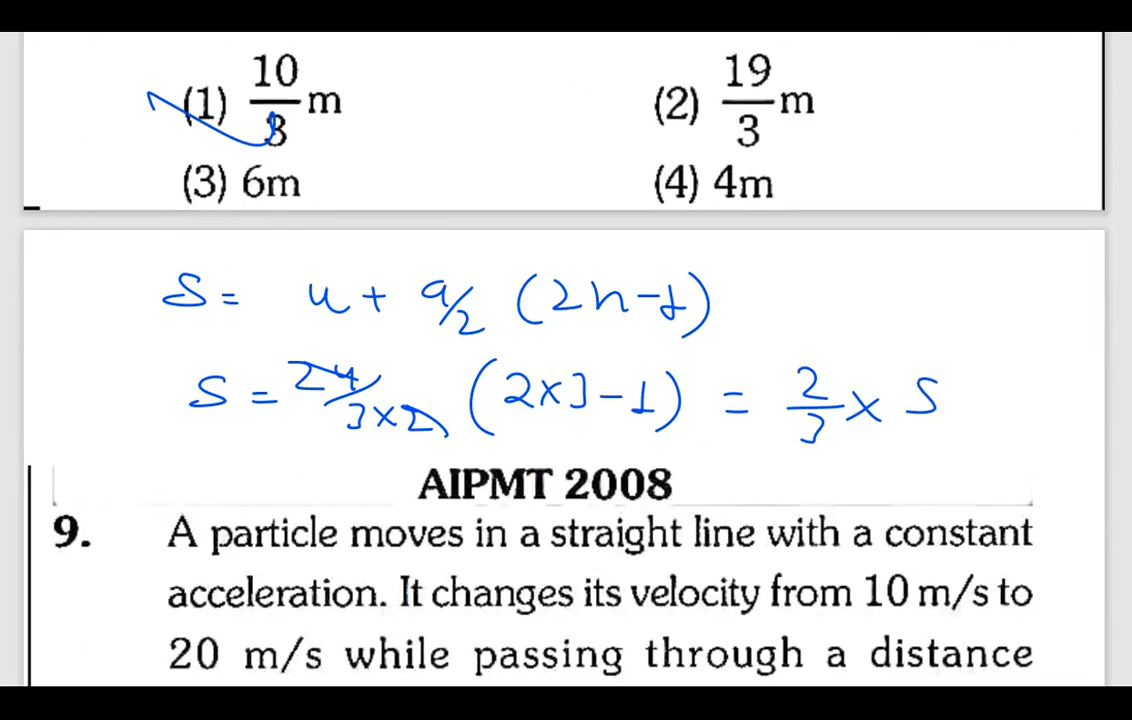 (1) 10/3 m (2) 19/3 m
(3) 6m (4) 4m
S = u + a/2 (2n-1)
S = 4/3×2 (2×3-1) = 2/3 × 5
AIPMT 2008
9. A particle moves in a straight line with a constant
acceleration. It changes its velocity from 10 m/s to
20 m/s while passing through a distance